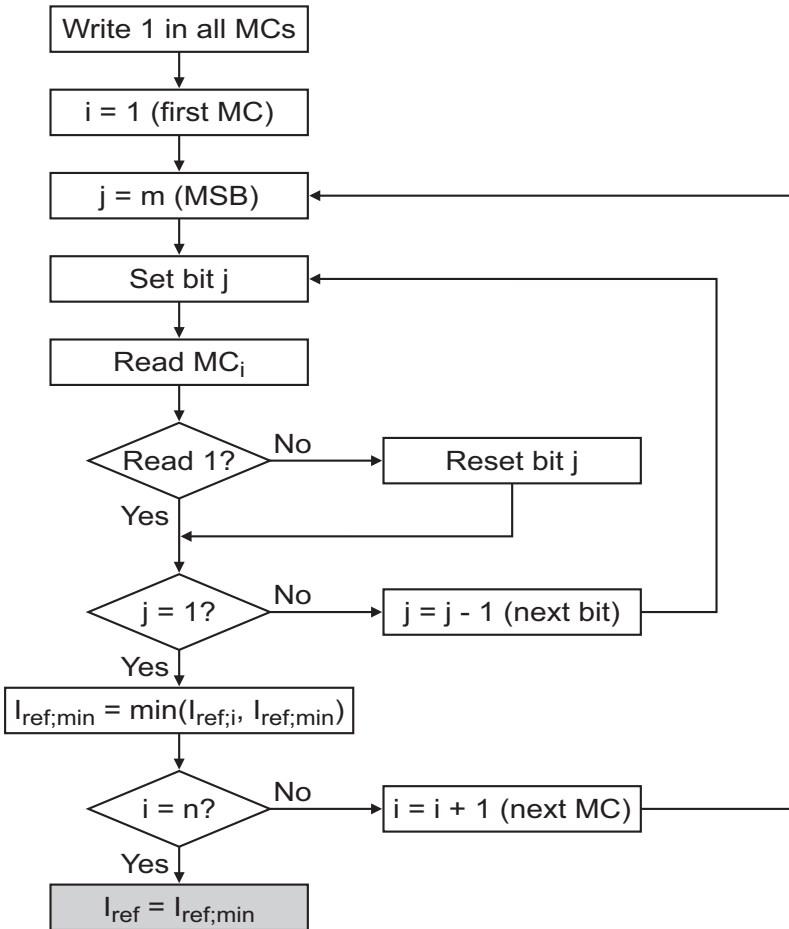 Write 1 in all MCs
i = 1 (first MC)
j = m (MSB)
Set bit j
Read MCi
Read 1?
No
Reset bit j
Yes
j = 1?
No
j = j - 1 (next bit)
Yes
Iref;min = min(Iref;i, Iref;min)
i = n?
No
i = i + 1 (next MC)
Yes
Iref = Iref;min